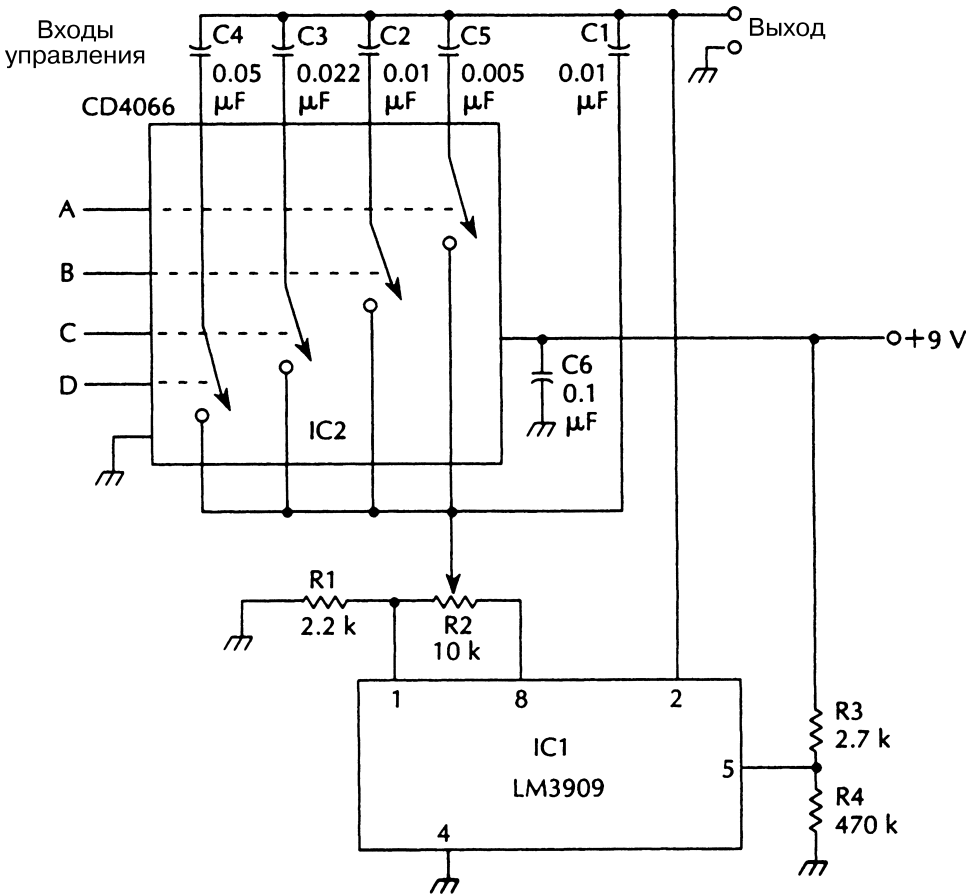 Входы
управления
C4
0.05
µF
C3
0.022
µF
C2
0.01
µF
C5
0.005
µF
C1
0.01
µF
Выход
CD4066
A
B
C
D
IC2
C6
0.1
µF
+9 V
R1
2.2 k
R2
10 k
1
8
2
IC1
LM3909
5
4
R3
2.7 k
R4
470 k